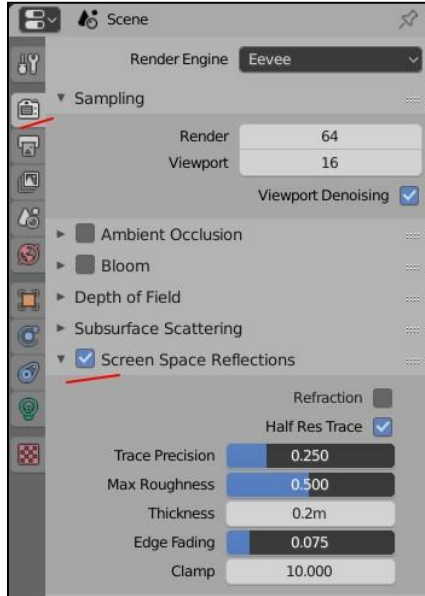 Scene
Render Engine Eevee
Sampling
Render 64
Viewport 16
Viewport Denoising
Ambient Occlusion
Bloom
Depth of Field
Subsurface Scattering
Screen Space Reflections
Refraction
Half Res Trace
Trace Precision 0.250
Max Roughness 0.500
Thickness 0.2m
Edge Fading 0.075
Clamp 10.000